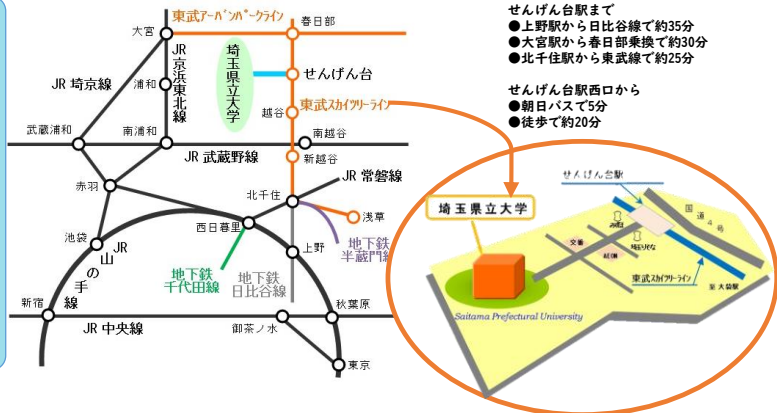 東武アーバンパークライン
大宮
春日部
JR 京浜東北線
埼玉県立大学
JR 埼京線
浦和
せんげん台
東武スカイツリーライン
越谷
武蔵浦和
南浦和
南越谷
JR 武蔵野線
新越谷
JR 常磐線
赤羽
北千住
西日暮里
浅草
池袋
JR 山の手線
上野
地下鉄
半蔵門線
地下鉄
千代田線
地下鉄
日比谷線
新宿
秋葉原
JR 中央線
御茶ノ水
東京
せんげん台駅まで
●上野駅から日比谷線で約35分
●大宮駅から春日部乗換で約30分
●北千住駅から東武線で約25分
せんげん台駅西口から
●朝日バスで5分
●徒歩で約20分
せんげん台駅
埼玉県立大学
国道4号
交番
東武スカイツリーライン
至 大袋駅
Saitama Prefectural University